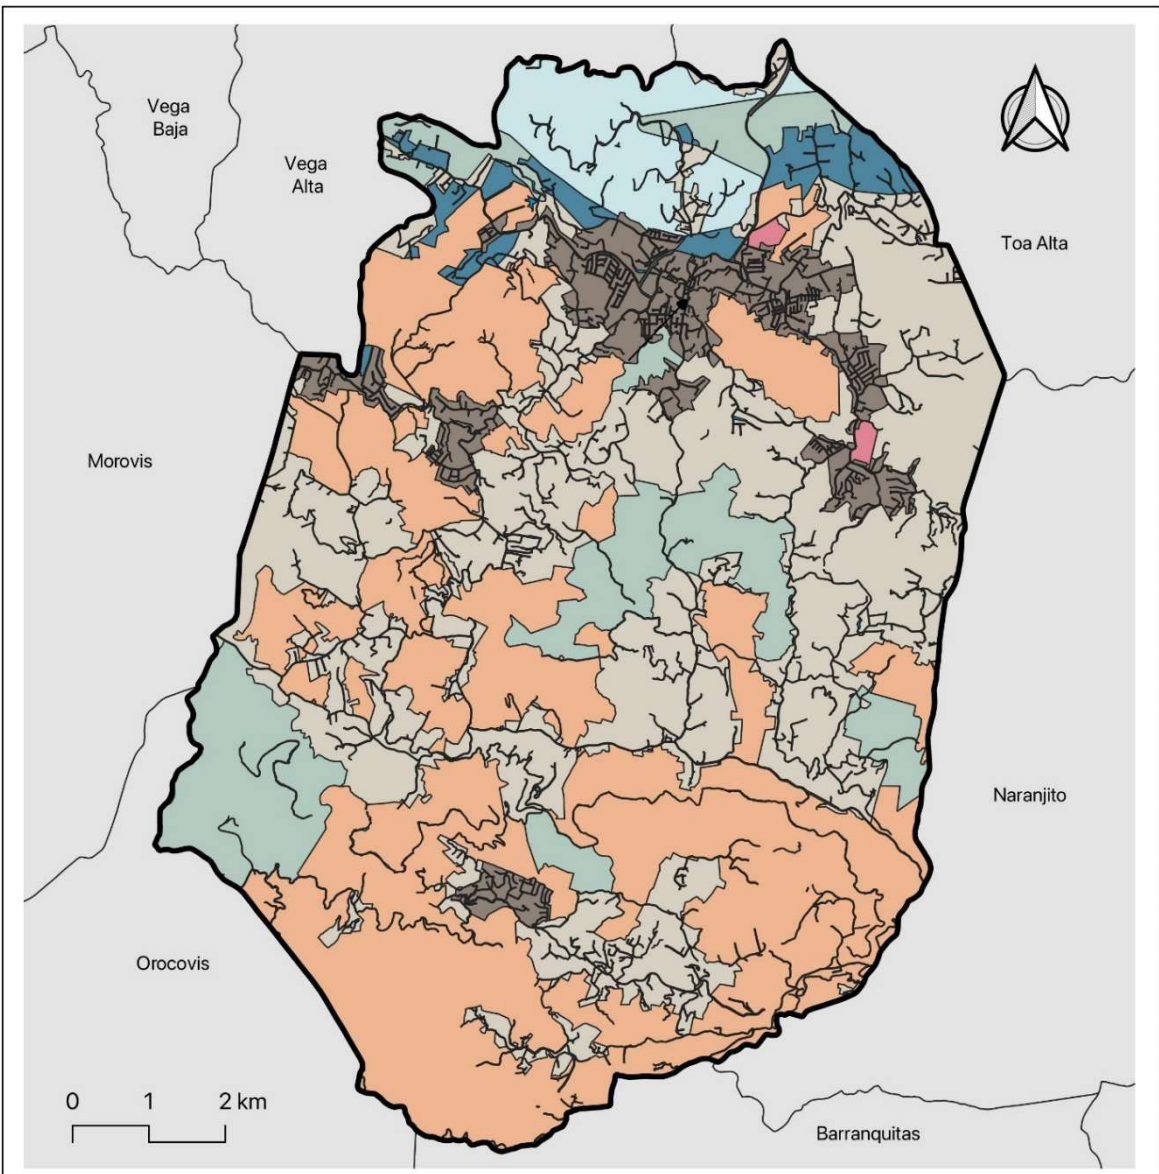 Vega
Baja
Vega
Alta
Toa Alta
Morovis
Naranjito
Orocovis
0 1 2 km
Barranquitas